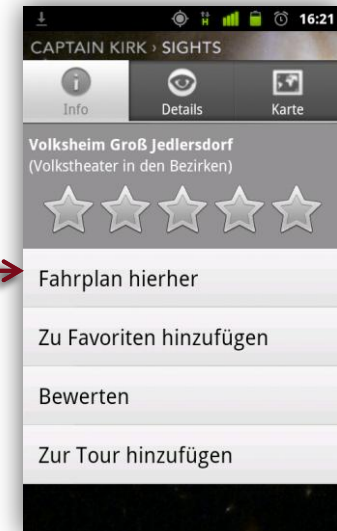 16:21
CAPTAIN KIRK › SIGHTS
Info
Details
Karte
Volksheim Groß Jedlersdorf
(Volkstheater in den Bezirken)
Fahrplan hierher
Zu Favoriten hinzufügen
Bewerten
Zur Tour hinzufügen